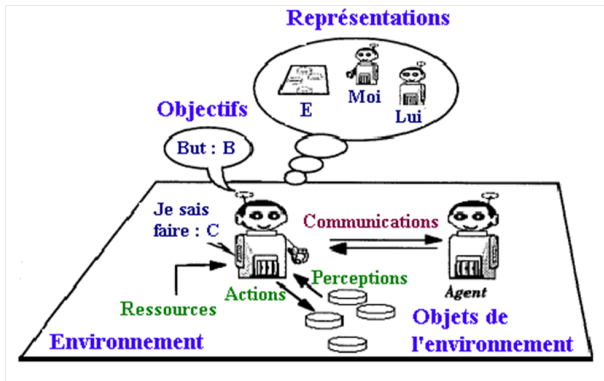 Représentations
E
Moi
Lui
Objectifs
But : B
Je sais
faire : C
Communications
Perceptions
Actions
Ressources
Agent
Objets de
l'environnement
Environnement